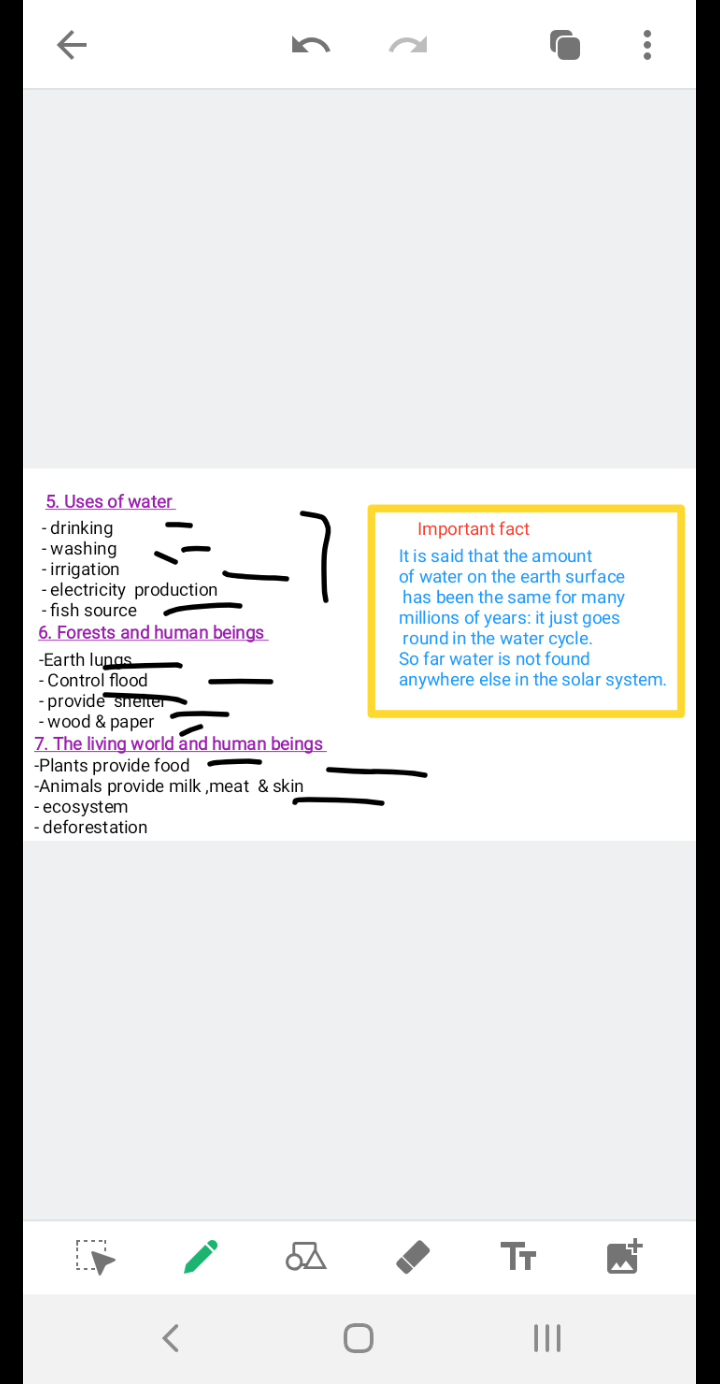 5. Uses of water
- drinking
- washing
- irrigation
- electricity production
- fish source
6. Forests and human beings
-Earth lungs
- Control flood
- provide shelter
- wood & paper
7. The living world and human beings
-Plants provide food
-Animals provide milk ,meat & skin
- ecosystem
- deforestation
Important fact
It is said that the amount
of water on the earth surface
has been the same for many
millions of years: it just goes
round in the water cycle.
So far water is not found
anywhere else in the solar system.
TT